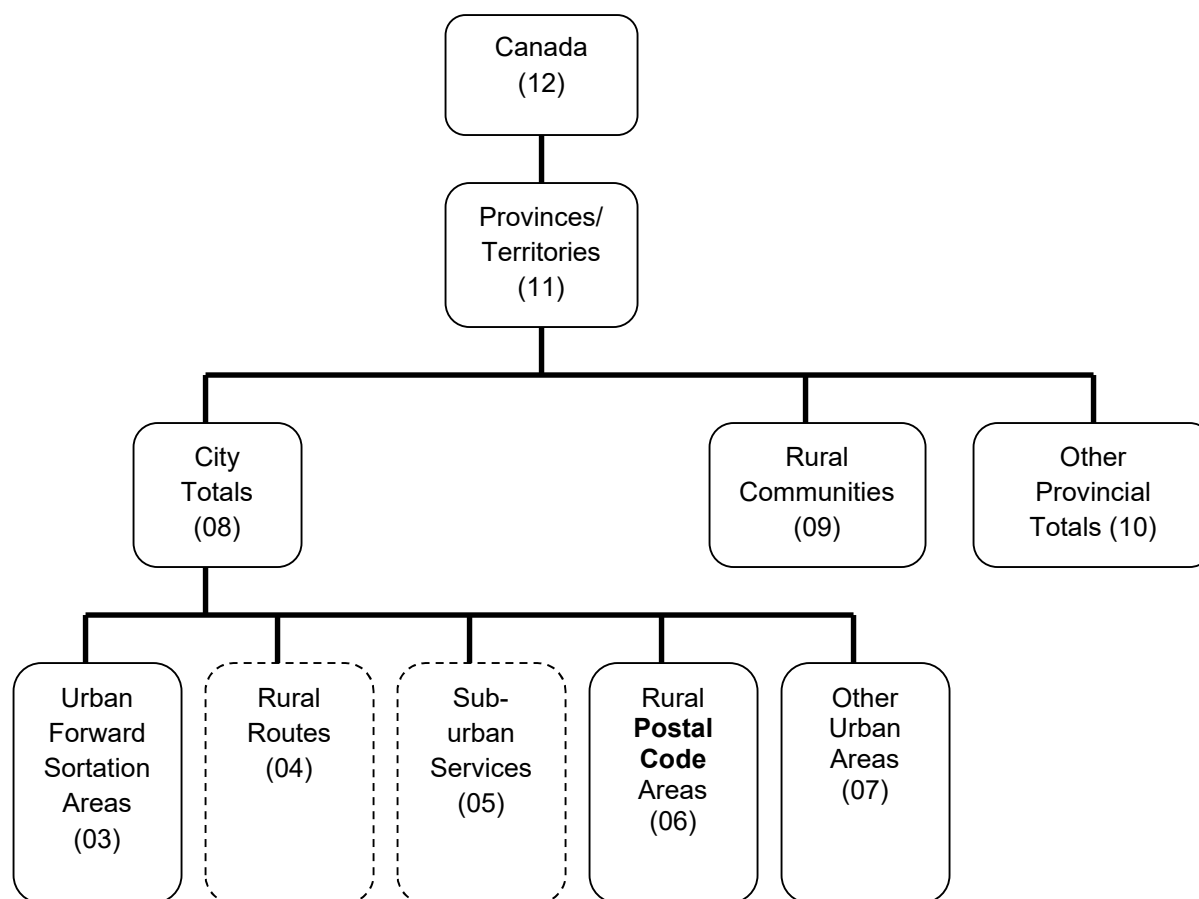 Canada
(12)
Provinces/
Territories
(11)
City
Totals
(08)
Rural
Communities
(09)
Other
Provincial
Totals (10)
Urban
Forward
Sortation
Areas
(03)
Rural
Routes
(04)
Sub-
urban
Services
(05)
Rural
Postal
Code
Areas
(06)
Other
Urban
Areas
(07)